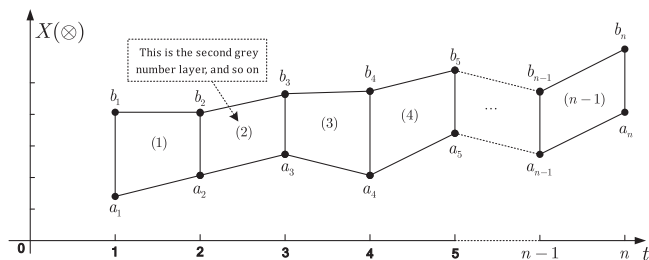 X(⊗)
This is the second grey
number layer, and so on
b₁ b₂ b₃ b₄ b₅ bₙ₋₁ bₙ
(1) (2) (3) (4) ... (n−1)
a₁ a₂ a₃ a₄ a₅ aₙ₋₁ aₙ
0 1 2 3 4 5 n−1 n t